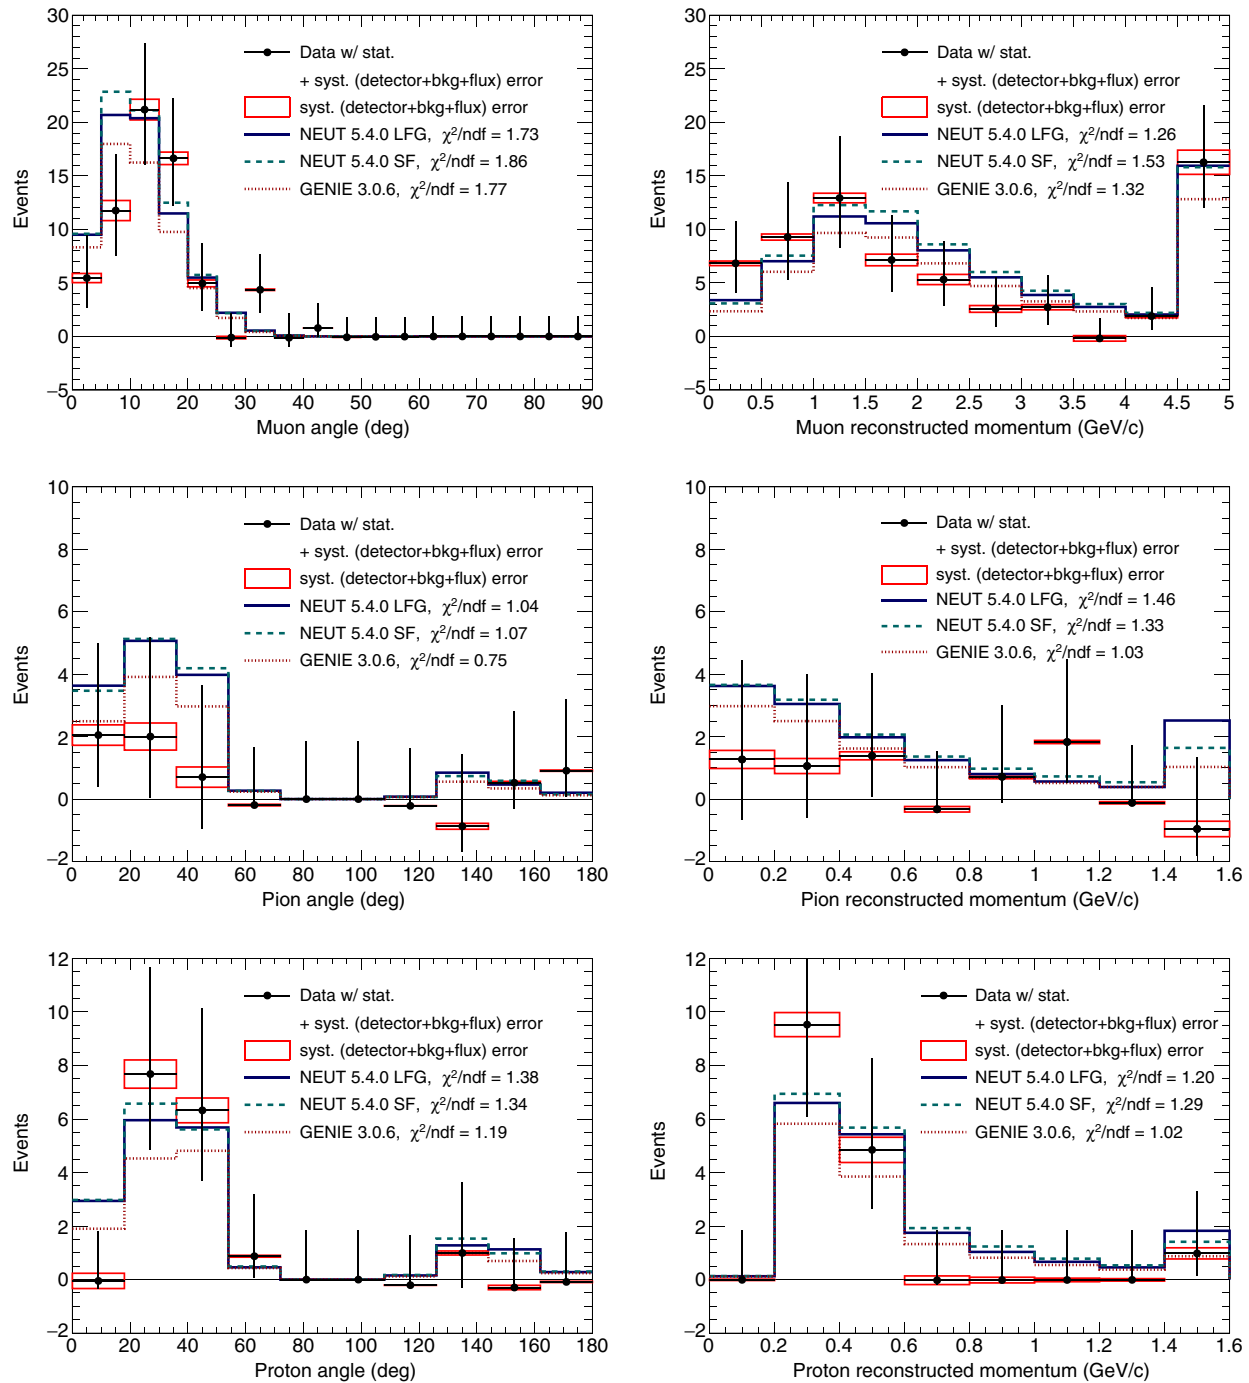 30
25
20
15
10
5
0
−5
Events
Data w/ stat.
+ syst. (detector+bkg+flux) error
syst. (detector+bkg+flux) error
NEUT 5.4.0 LFG, χ²/ndf = 1.73
NEUT 5.4.0 SF, χ²/ndf = 1.86
GENIE 3.0.6, χ²/ndf = 1.77
0 10 20 30 40 50 60 70 80 90
Muon angle (deg)
30
25
20
15
10
5
0
−5
Events
Data w/ stat.
+ syst. (detector+bkg+flux) error
syst. (detector+bkg+flux) error
NEUT 5.4.0 LFG, χ²/ndf = 1.26
NEUT 5.4.0 SF, χ²/ndf = 1.53
GENIE 3.0.6, χ²/ndf = 1.32
0 0.5 1 1.5 2 2.5 3 3.5 4 4.5 5
Muon reconstructed momentum (GeV/c)
10
8
6
4
2
0
−2
Events
Data w/ stat.
+ syst. (detector+bkg+flux) error
syst. (detector+bkg+flux) error
NEUT 5.4.0 LFG, χ²/ndf = 1.04
NEUT 5.4.0 SF, χ²/ndf = 1.07
GENIE 3.0.6, χ²/ndf = 0.75
0 20 40 60 80 100 120 140 160 180
Pion angle (deg)
10
8
6
4
2
0
−2
Events
Data w/ stat.
+ syst. (detector+bkg+flux) error
syst. (detector+bkg+flux) error
NEUT 5.4.0 LFG, χ²/ndf = 1.46
NEUT 5.4.0 SF, χ²/ndf = 1.33
GENIE 3.0.6, χ²/ndf = 1.03
0 0.2 0.4 0.6 0.8 1 1.2 1.4 1.6
Pion reconstructed momentum (GeV/c)
12
10
8
6
4
2
0
−2
Events
Data w/ stat.
+ syst. (detector+bkg+flux) error
syst. (detector+bkg+flux) error
NEUT 5.4.0 LFG, χ²/ndf = 1.38
NEUT 5.4.0 SF, χ²/ndf = 1.34
GENIE 3.0.6, χ²/ndf = 1.19
0 20 40 60 80 100 120 140 160 180
Proton angle (deg)
12
10
8
6
4
2
0
−2
Events
Data w/ stat.
+ syst. (detector+bkg+flux) error
syst. (detector+bkg+flux) error
NEUT 5.4.0 LFG, χ²/ndf = 1.20
NEUT 5.4.0 SF, χ²/ndf = 1.29
GENIE 3.0.6, χ²/ndf = 1.02
0 0.2 0.4 0.6 0.8 1 1.2 1.4 1.6
Proton reconstructed momentum (GeV/c)